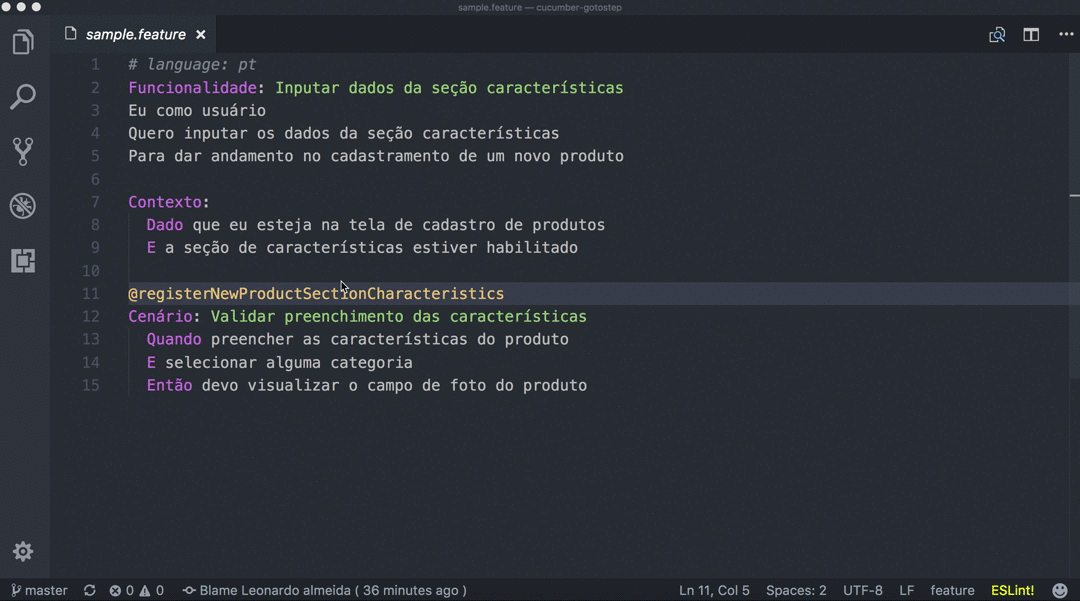 sample.feature — cucumber-gotostep
sample.feature ×
1 # language: pt
2 Funcionalidade: Inputar dados da seção características
3 Eu como usuário
4 Quero inputar os dados da seção características
5 Para dar andamento no cadastramento de um novo produto
6
7 Contexto:
8 Dado que eu esteja na tela de cadastro de produtos
9 E a seção de características estiver habilitado
10
11 @registerNewProductSectionCharacteristics
12 Cenário: Validar preenchimento das características
13 Quando preencher as características do produto
14 E selecionar alguma categoria
15 Então devo visualizar o campo de foto do produto
master 0 0 Blame Leonardo almeida ( 36 minutes ago ) Ln 11, Col 5 Spaces: 2 UTF-8 LF feature ESLint!